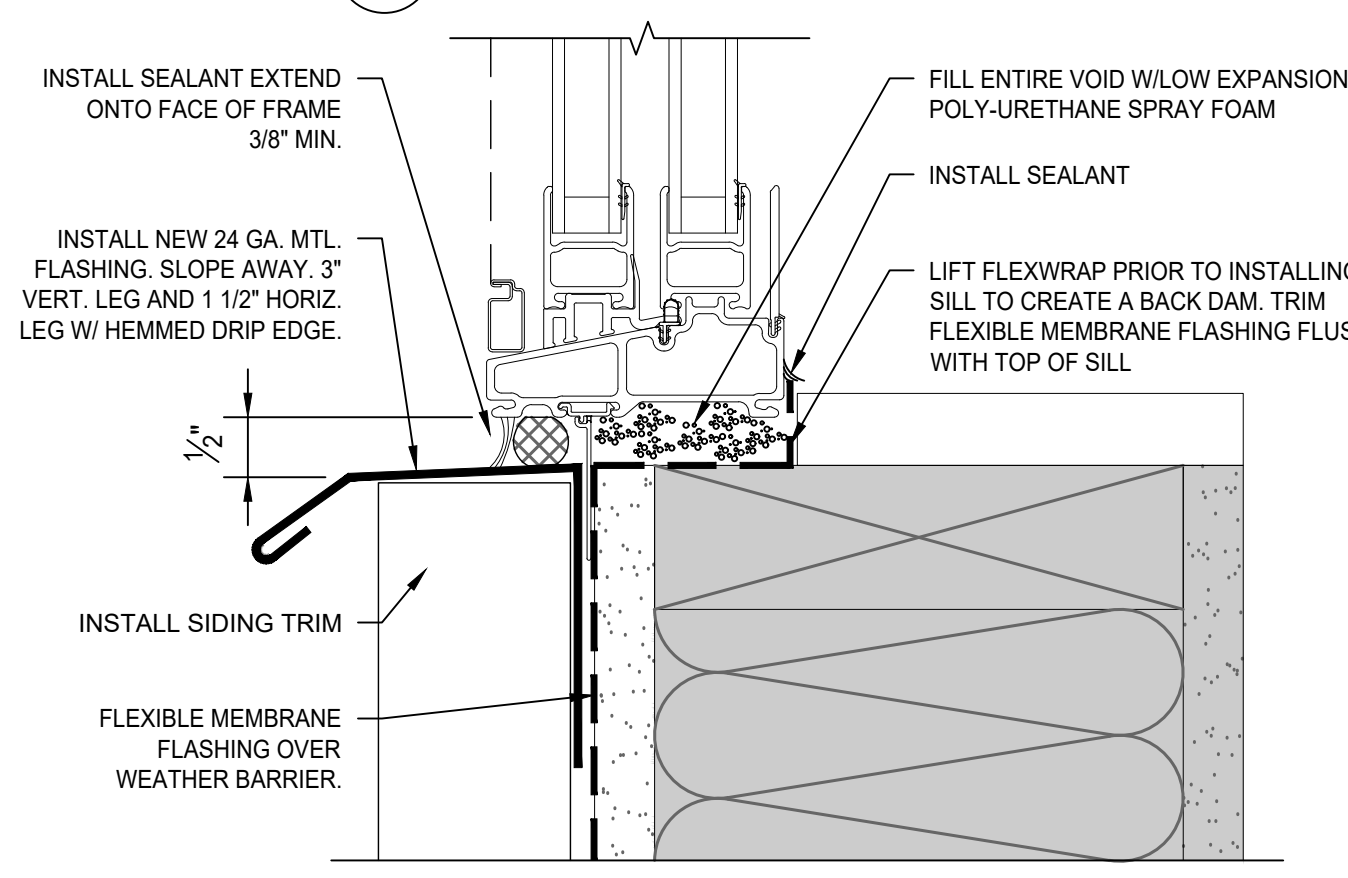 INSTALL SEALANT EXTEND
ONTO FACE OF FRAME
3/8" MIN.
INSTALL NEW 24 GA. MTL.
FLASHING. SLOPE AWAY. 3"
VERT. LEG AND 1 1/2" HORIZ.
LEG W/ HEMMED DRIP EDGE.
1/2"
INSTALL SIDING TRIM
FLEXIBLE MEMBRANE
FLASHING OVER
WEATHER BARRIER.
FILL ENTIRE VOID W/LOW EXPANSION
POLY-URETHANE SPRAY FOAM
INSTALL SEALANT
LIFT FLEXWRAP PRIOR TO INSTALLING
SILL TO CREATE A BACK DAM. TRIM
FLEXIBLE MEMBRANE FLASHING FLUS
WITH TOP OF SILL